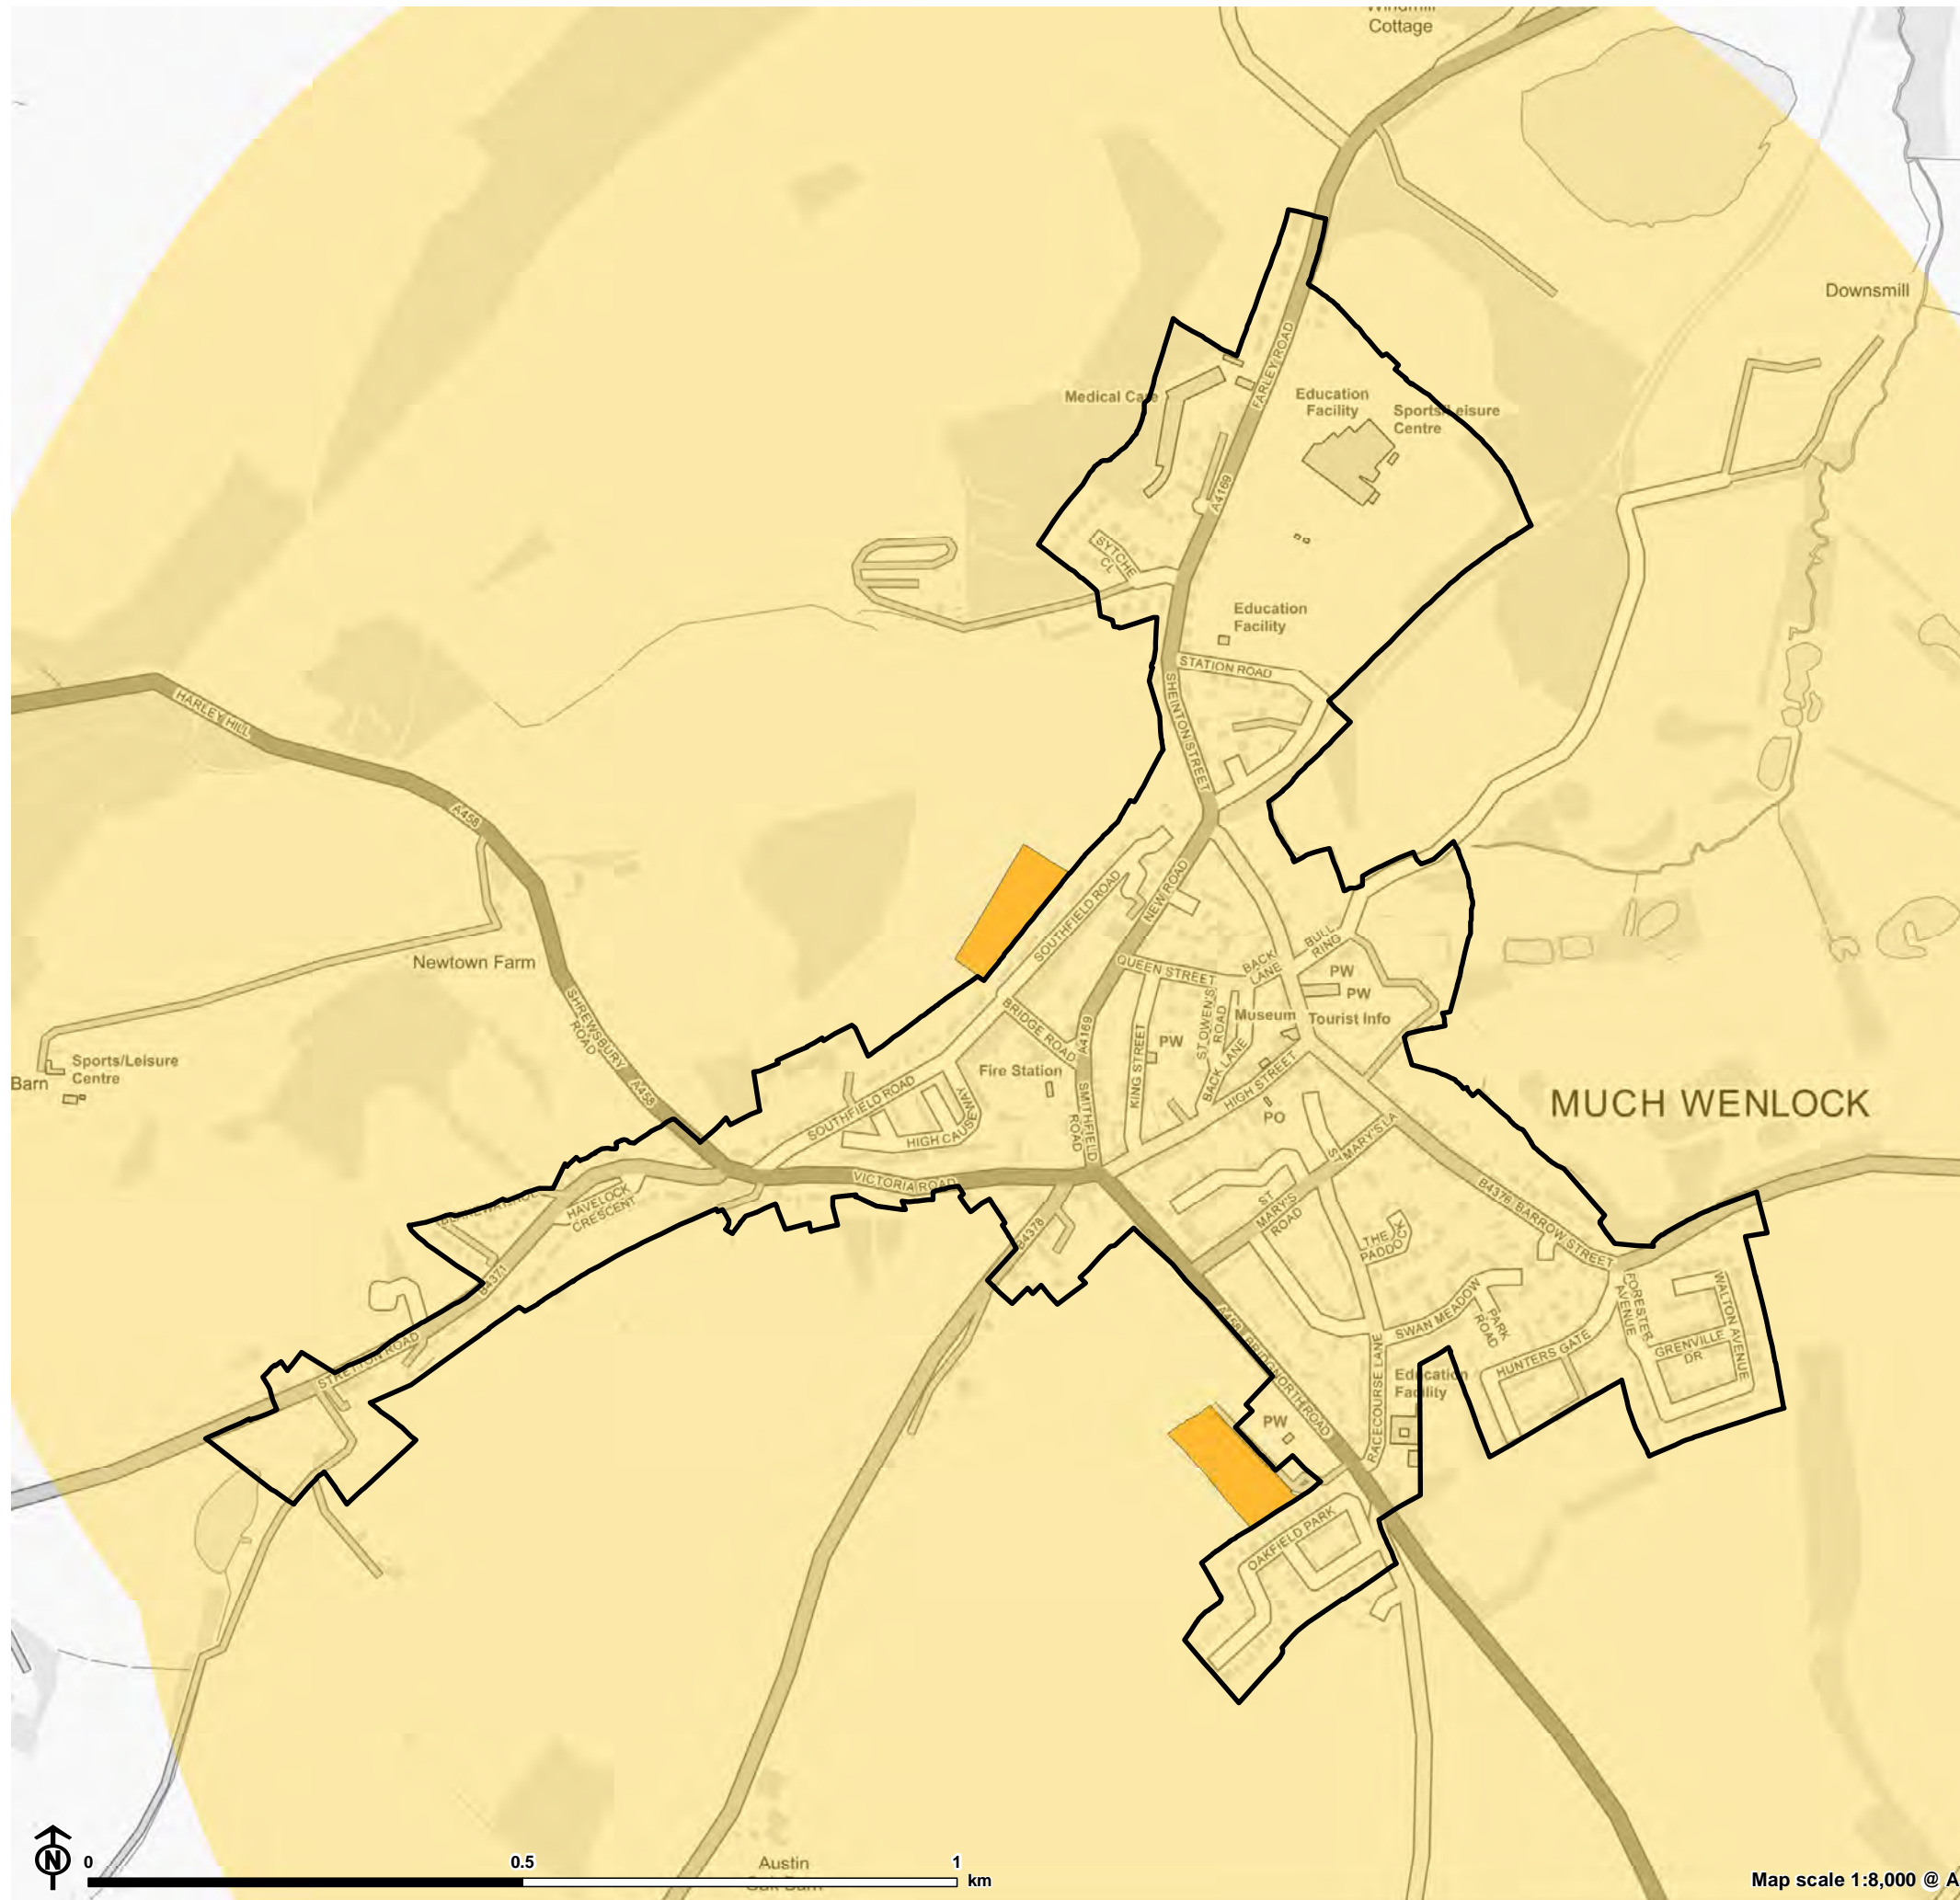 Cottage
Downsmill
FARLEY ROAD
Medical Care
Education
Facility
Sports/Leisure
Centre
A4169
SYTCHE
CL
Education
Facility
STATION ROAD
SHEINTON STREET
HARLEY HILL
A458
Newtown Farm
SOUTHFIELD ROAD
NEW ROAD
BULL
RING
BACK
LANE
QUEEN STREET
PW
PW
SHREWSBURY
ROAD
BRIDGE ROAD
A4169
ST OWEN'S
ROAD
Museum
Tourist Info
KING STREET
PW
Sports/Leisure
Centre
Barn
A458
Fire Station
BACK LANE
HIGH STREET
MUCH WENLOCK
SOUTHFIELD ROAD
HIGH CAUSEWAY
SMITHFIELD
ROAD
PO
ST MARY'S LA
VICTORIA ROAD
HAVELOCK
CRESCENT
ST
MARY'S
ROAD
B4376 BARROW STREET
B4378
THE
PADDOCK
B4371
FORESTER
AVENUE
WALTON AVENUE
SWAN MEADOW
PARK
ROAD
A458 BRIDGNORTH ROAD
STRETTON ROAD
HUNTERS GATE
GRENVILLE
DR
RACECOURSE LANE
Education
Facility
PW
OAKFIELD PARK
N
0
0.5
1
km
Austin
Map scale 1:8,000 @ A